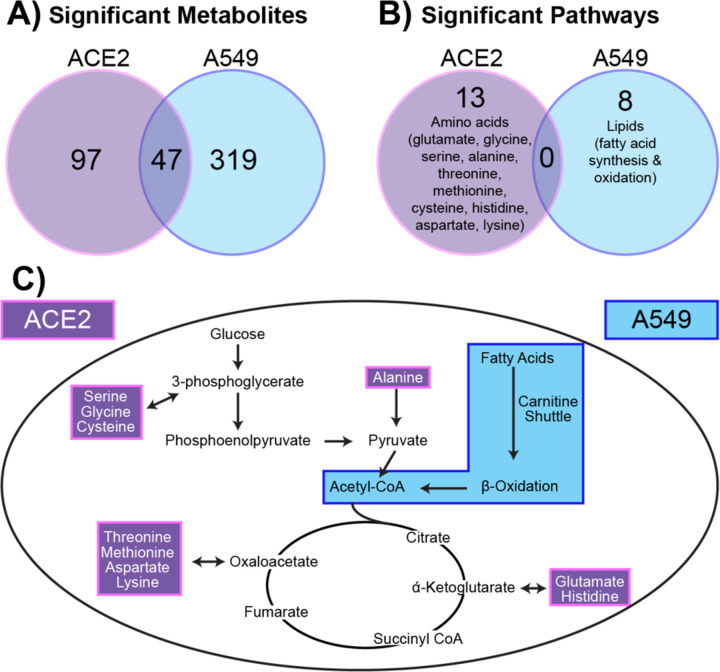 A) Significant Metabolites
ACE2
A549
97
47
319
B) Significant Pathways
ACE2
A549
13
Amino acids
(glutamate, glycine,
serine, alanine,
threonine,
methionine,
cysteine, histidine,
aspartate, lysine)
0
8
Lipids
(fatty acid
synthesis &
oxidation)
C)
ACE2
A549
Glucose
3-phosphoglycerate
Serine
Glycine
Cysteine
Phosphoenolpyruvate
Alanine
Pyruvate
Fatty Acids
Carnitine
Shuttle
Acetyl-CoA
β-Oxidation
Citrate
Threonine
Methionine
Aspartate
Lysine
Oxaloacetate
ά-Ketoglutarate
Glutamate
Histidine
Fumarate
Succinyl CoA